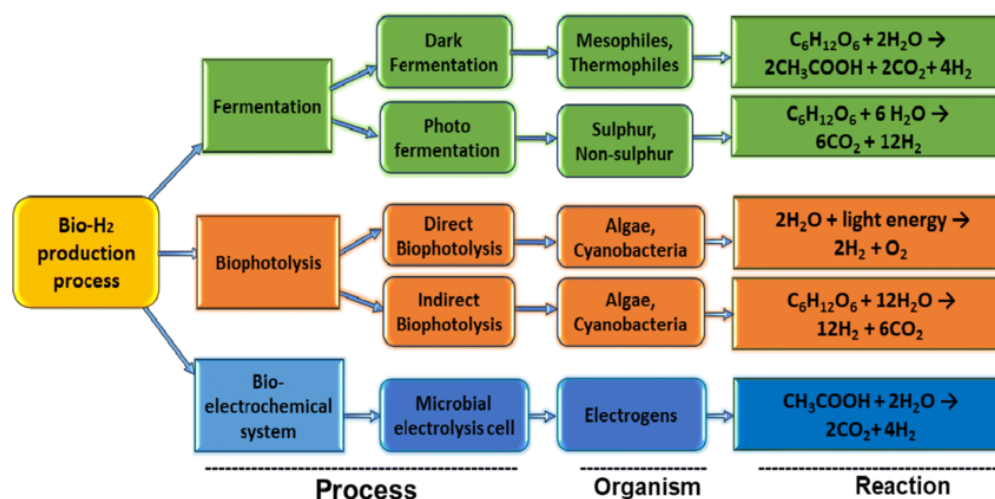 Bio-H₂
production
process
Fermentation
Dark
Fermentation
Mesophiles,
Thermophiles
C₆H₁₂O₆ + 2H₂O →
2CH₃COOH + 2CO₂ + 4H₂
Photo
fermentation
Sulphur,
Non-sulphur
C₆H₁₂O₆ + 6 H₂O →
6CO₂ + 12H₂
Biophotolysis
Direct
Biophotolysis
Algae,
Cyanobacteria
2H₂O + light energy →
2H₂ + O₂
Indirect
Biophotolysis
Algae,
Cyanobacteria
C₆H₁₂O₆ + 12H₂O →
12H₂ + 6CO₂
Bio-
electrochemical
system
Microbial
electrolysis cell
Electrogens
CH₃COOH + 2H₂O →
2CO₂ + 4H₂
Process
Organism
Reaction